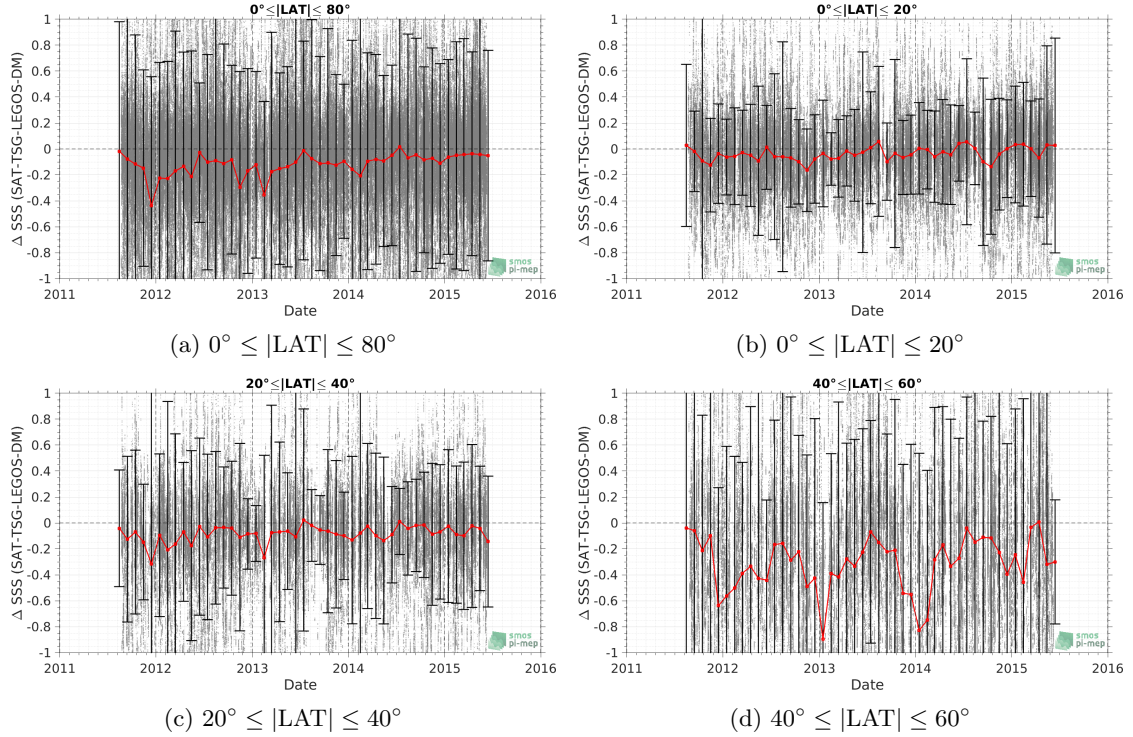 0°≤|LAT|≤ 80°
Δ SSS (SAT-TSG-LEGOS-DM)
1
0.8
0.6
0.4
0.2
0
-0.2
-0.4
-0.6
-0.8
-1
smos
pi-mep
2011 2012 2013 2014 2015 2016
Date
(a) 0° ≤ |LAT| ≤ 80°
0°≤|LAT|≤ 20°
Δ SSS (SAT-TSG-LEGOS-DM)
1
0.8
0.6
0.4
0.2
0
-0.2
-0.4
-0.6
-0.8
-1
smos
pi-mep
2011 2012 2013 2014 2015 2016
Date
(b) 0° ≤ |LAT| ≤ 20°
20°≤|LAT|≤ 40°
Δ SSS (SAT-TSG-LEGOS-DM)
1
0.8
0.6
0.4
0.2
0
-0.2
-0.4
-0.6
-0.8
-1
smos
pi-mep
2011 2012 2013 2014 2015 2016
Date
(c) 20° ≤ |LAT| ≤ 40°
40°≤|LAT|≤ 60°
Δ SSS (SAT-TSG-LEGOS-DM)
1
0.8
0.6
0.4
0.2
0
-0.2
-0.4
-0.6
-0.8
-1
smos
pi-mep
2011 2012 2013 2014 2015 2016
Date
(d) 40° ≤ |LAT| ≤ 60°